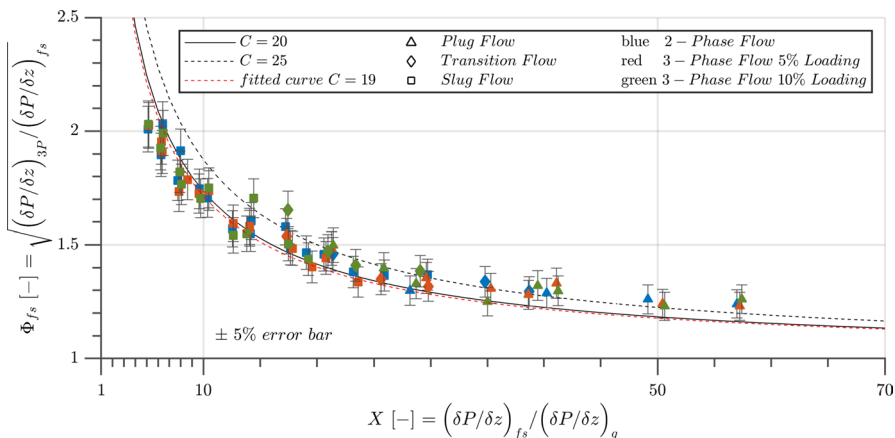 2.5
2
1.5
1
Φ_fs [−] = √((δP/δz)_3P/(δP/δz)_fs)
C = 20
C = 25
fitted curve C = 19
Plug Flow
Transition Flow
Slug Flow
blue 2 − Phase Flow
red 3 − Phase Flow 5% Loading
green 3 − Phase Flow 10% Loading
± 5% error bar
1 10 50 70
X [−] = (δP/δz)_fs/(δP/δz)_g